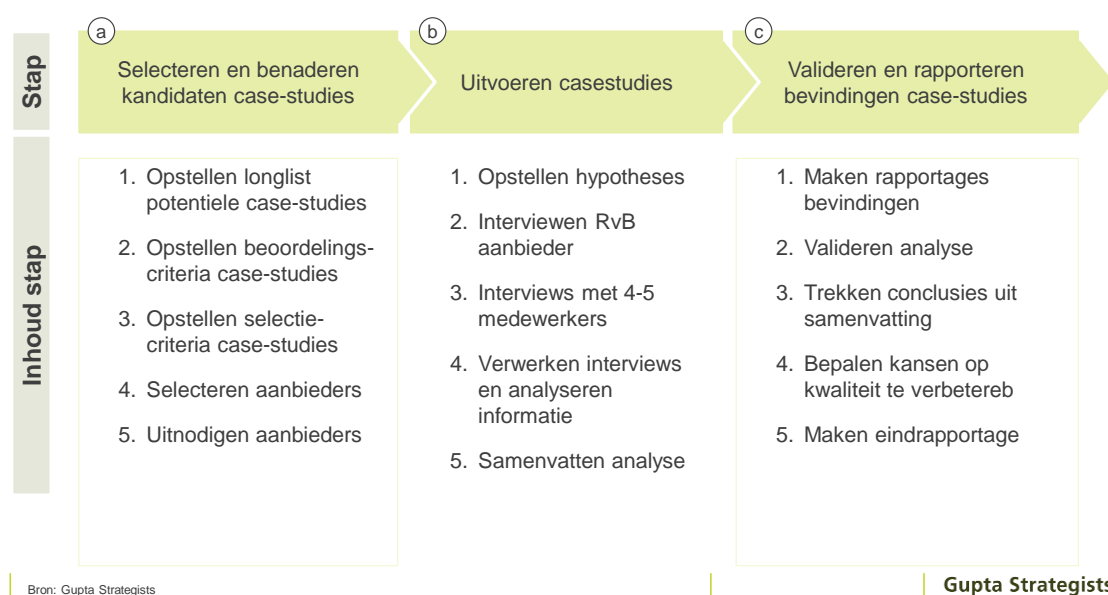 a
b
c
Stap
Selecteren en benaderen
kandidaten case-studies
Uitvoeren casestudies
Valideren en rapporteren
bevindingen case-studies
Inhoud stap
1. Opstellen longlist
potentiele case-studies
2. Opstellen beoordelings-
criteria case-studies
3. Opstellen selectie-
criteria case-studies
4. Selecteren aanbieders
5. Uitnodigen aanbieders
1. Opstellen hypotheses
2. Interviewen RvB
aanbieder
3. Interviews met 4-5
medewerkers
4. Verwerken interviews
en analyseren
informatie
5. Samenvatten analyse
1. Maken rapportages
bevindingen
2. Valideren analyse
3. Trekken conclusies uit
samenvatting
4. Bepalen kansen op
kwaliteit te verbetereb
5. Maken eindrapportage
Bron: Gupta Strategists
Gupta Strategists